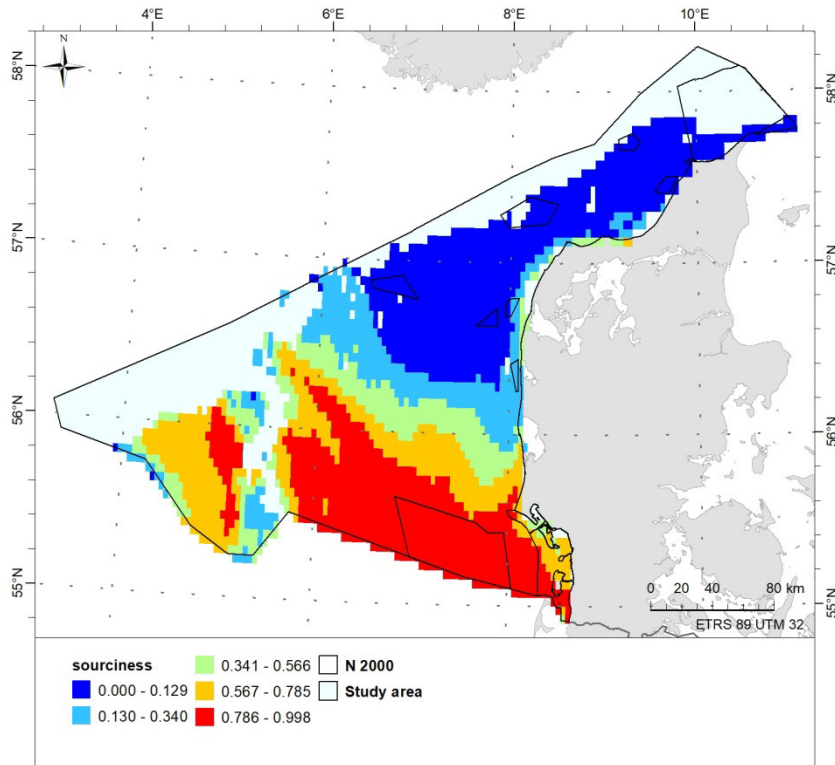 4°E 6°E 8°E 10°E
N
58°N 58°N
57°N 57°N
56°N 56°N
55°N 55°N
0 20 40 80 km
ETRS 89 UTM 32
sourciness 0.341 - 0.566 N 2000
0.000 - 0.129 0.567 - 0.785 Study area
0.130 - 0.340 0.786 - 0.998